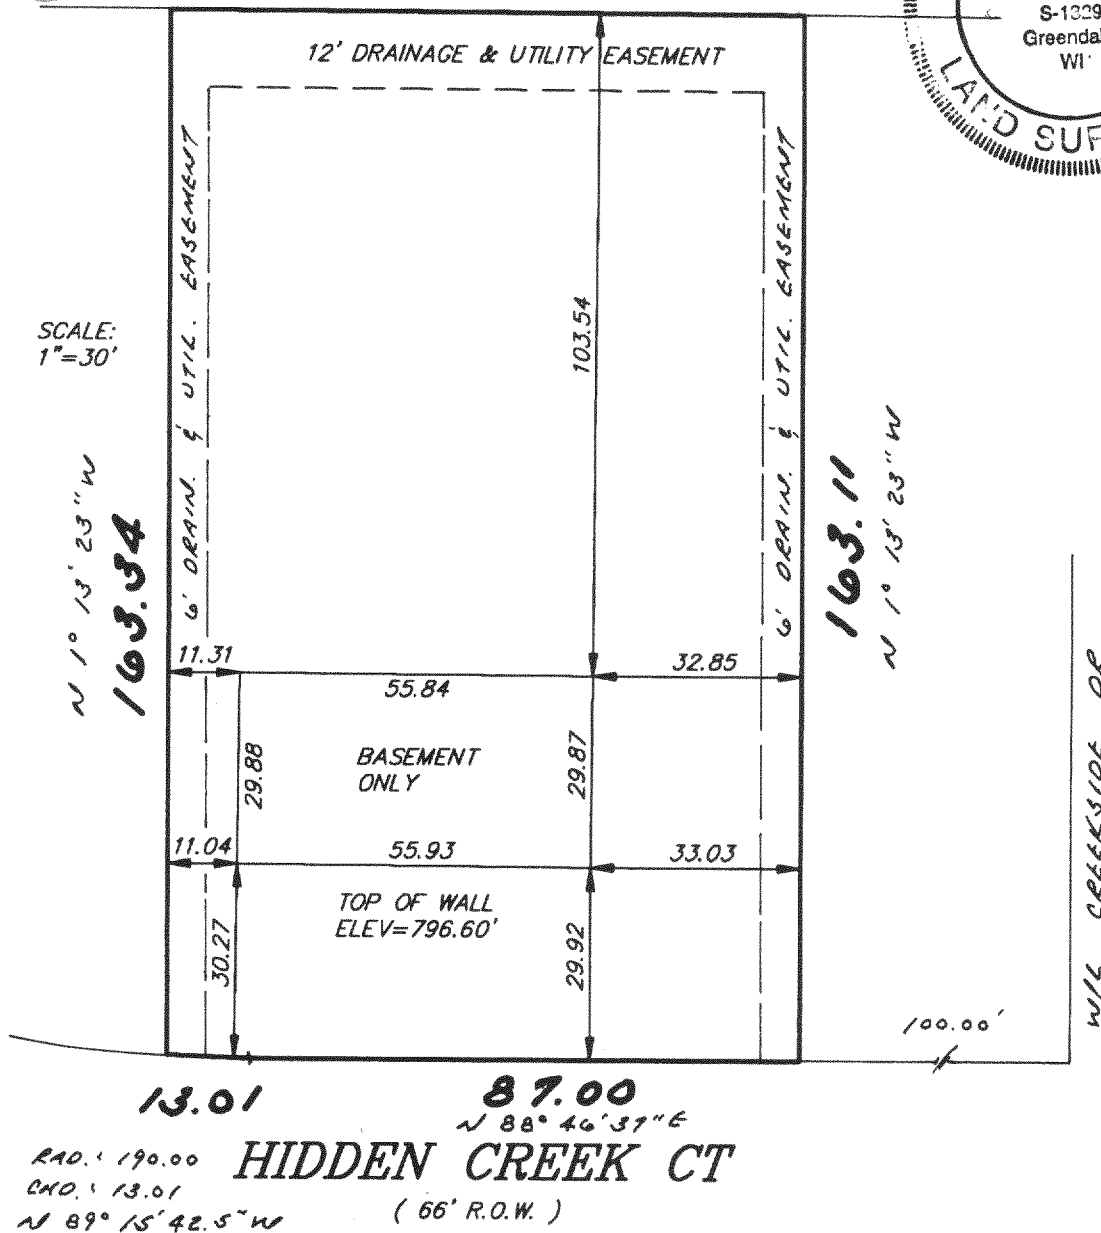 S-1329
Greenda
WI
LAND SUR
12' DRAINAGE & UTILITY EASEMENT
6' DRAIN. & UTIL. EASEMENT
6' DRAIN. & UTIL. EASEMENT
103.54
SCALE:
1"=30'
N 1° 13' 23" W
163.34
163.11
N 1° 13' 23" W
11.31
32.85
55.84
29.88
BASEMENT
ONLY
29.87
11.04
55.93
33.03
TOP OF WALL
ELEV=796.60'
30.27
29.92
W/L CREEKSIDE DR
100.00'
13.01
87.00
N 88° 46' 37" E
RAD.: 190.00
CHD.: 13.01
N 89° 15' 42.5" W
HIDDEN CREEK CT
( 66' R.O.W. )